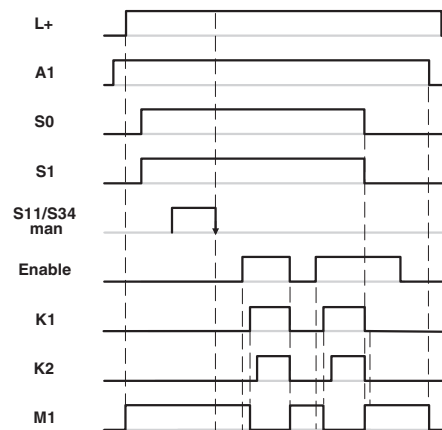 L+
A1
S0
S1
S11/S34
man
Enable
K1
K2
M1